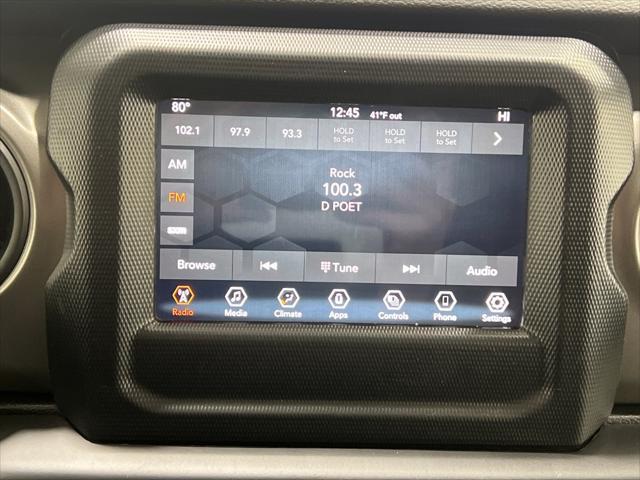 80° 12:45 41°F out HI
102.1 97.9 93.3 HOLD to Set HOLD to Set HOLD to Set
AM
FM
SXM
Rock
100.3
D POET
Browse Tune Audio
Radio Media Climate Apps Controls Phone Settings